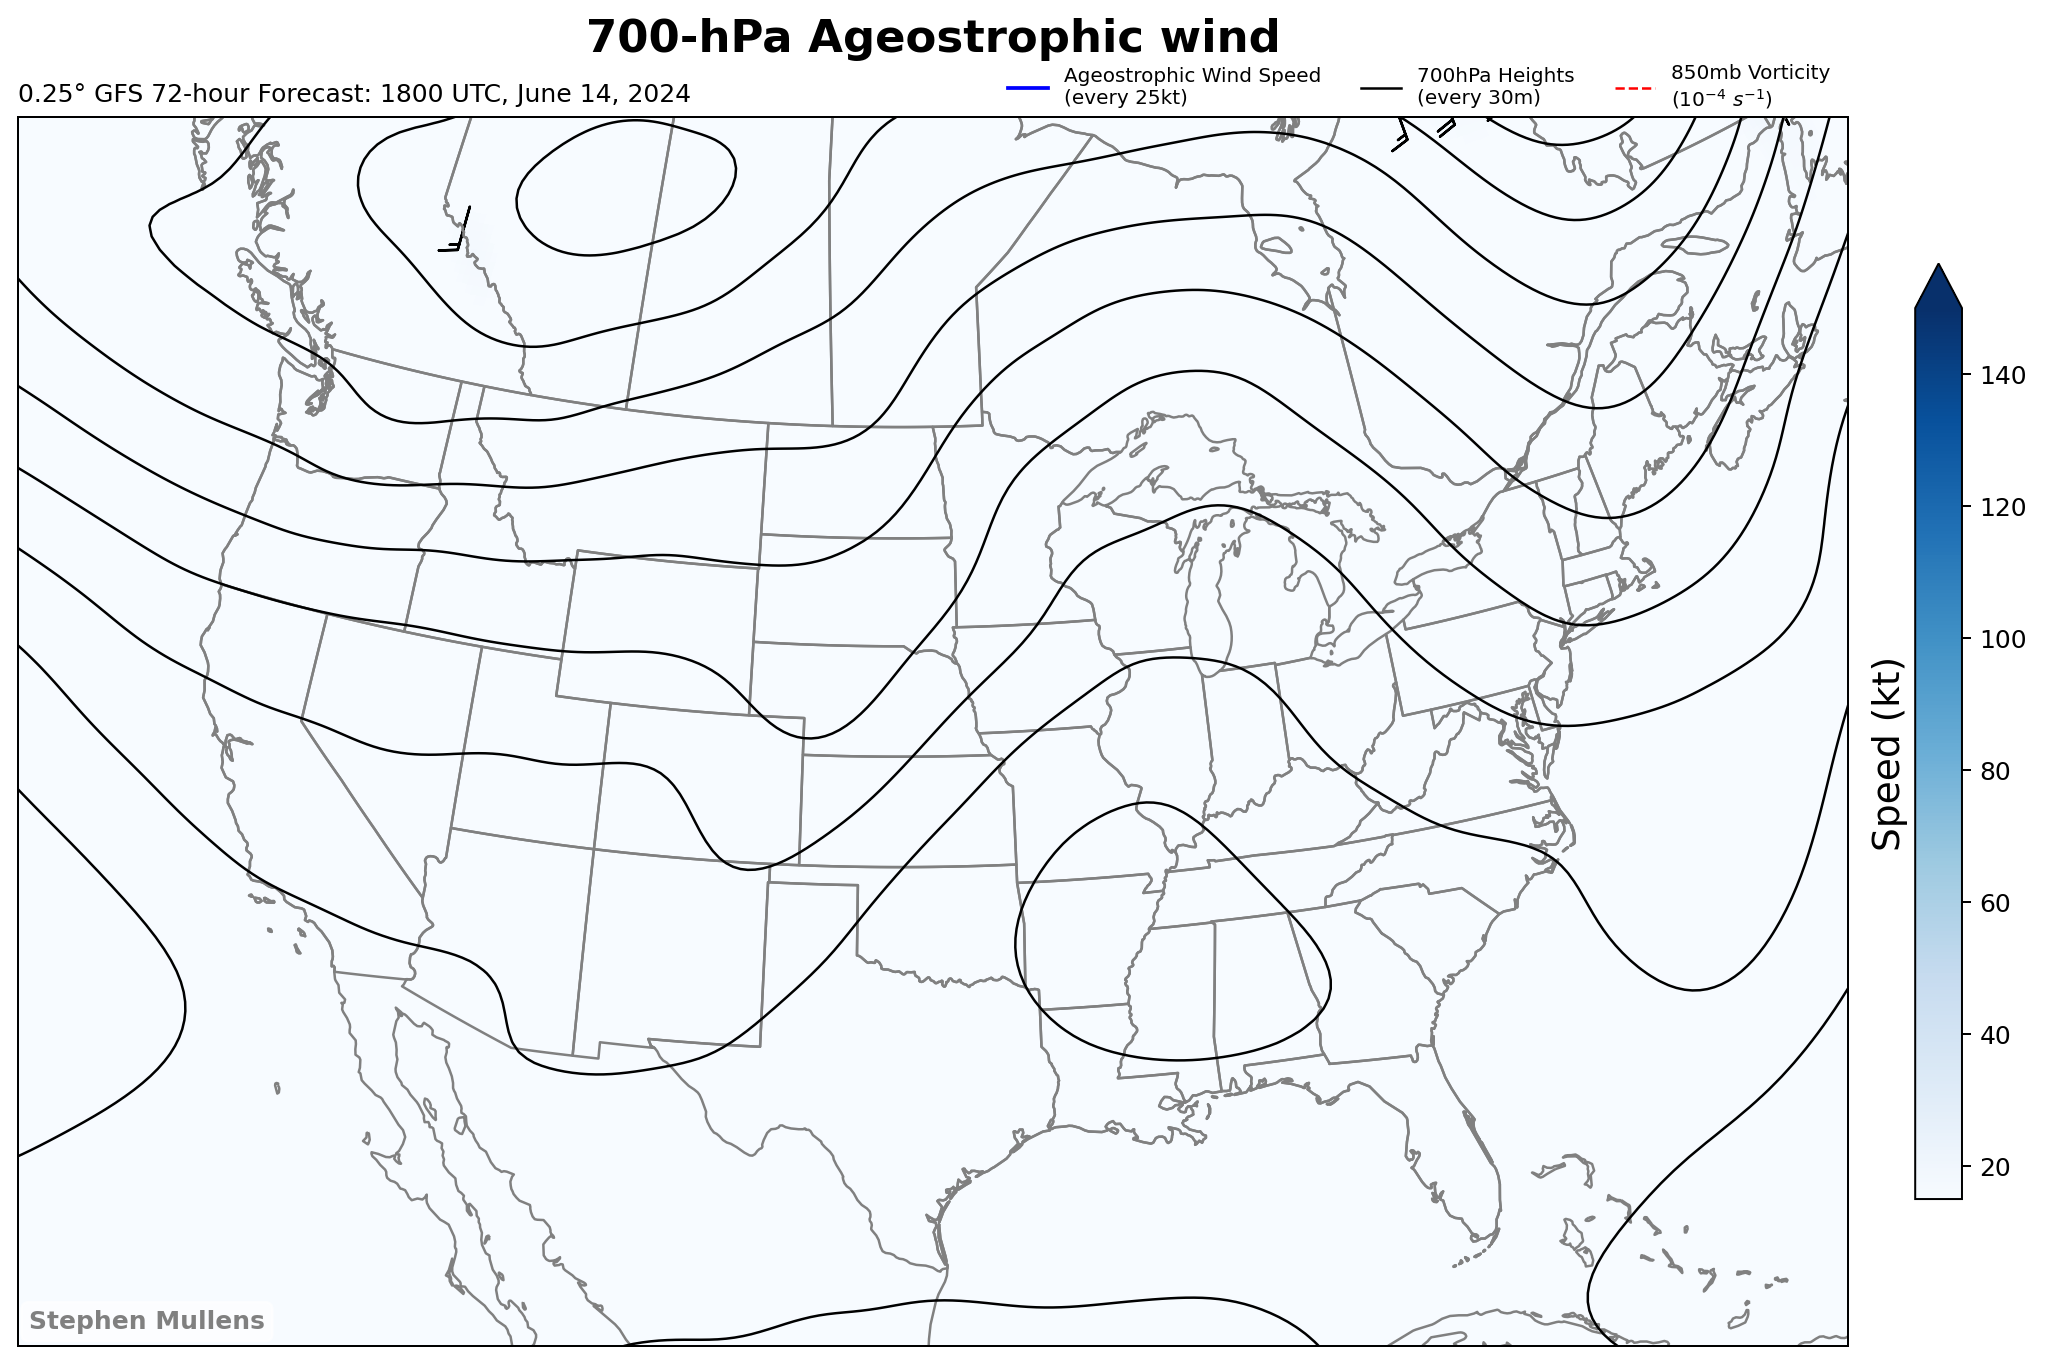 700-hPa Ageostrophic wind
0.25° GFS 72-hour Forecast: 1800 UTC, June 14, 2024
Ageostrophic Wind Speed
(every 25kt)
700hPa Heights
(every 30m)
850mb Vorticity
(10⁻⁴ s⁻¹)
140
120
100
80
60
40
20
Speed (kt)
Stephen Mullens